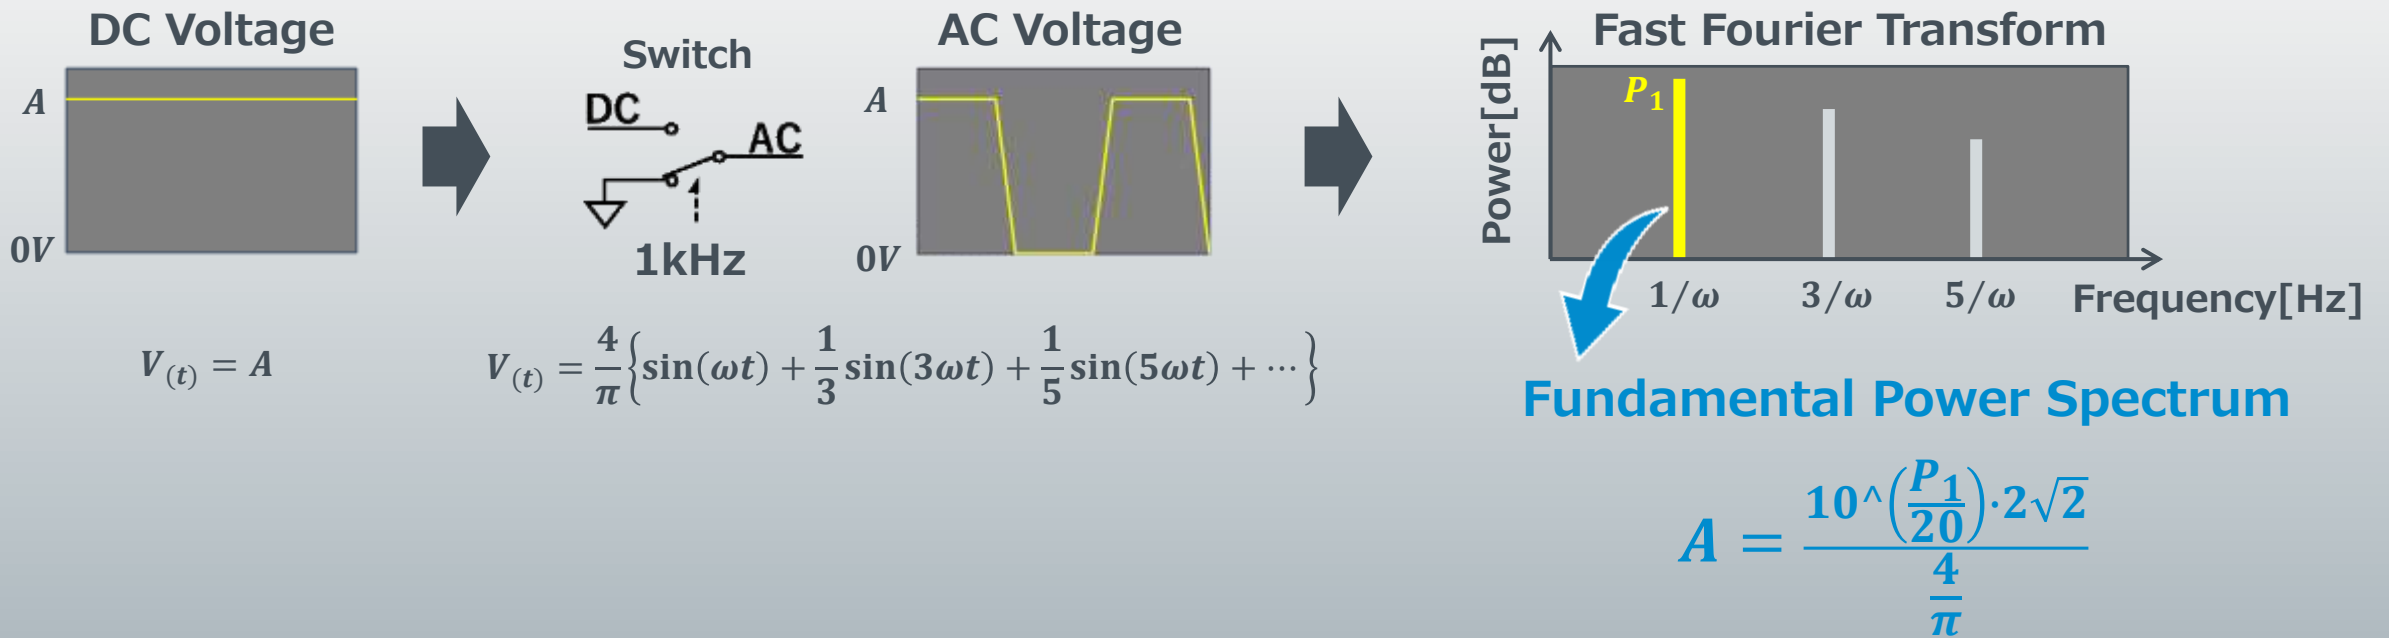 DC Voltage
A
0V
V(t) = A
Switch
DC
AC
1kHz
AC Voltage
A
0V
V(t) = 4/π {sin(ωt) + 1/3 sin(3ωt) + 1/5 sin(5ωt) + ⋯}
Fast Fourier Transform
Power[dB]
P1
1/ω 3/ω 5/ω
Frequency[Hz]
Fundamental Power Spectrum
A = 10^(P1/20)·2√2 / 4/π